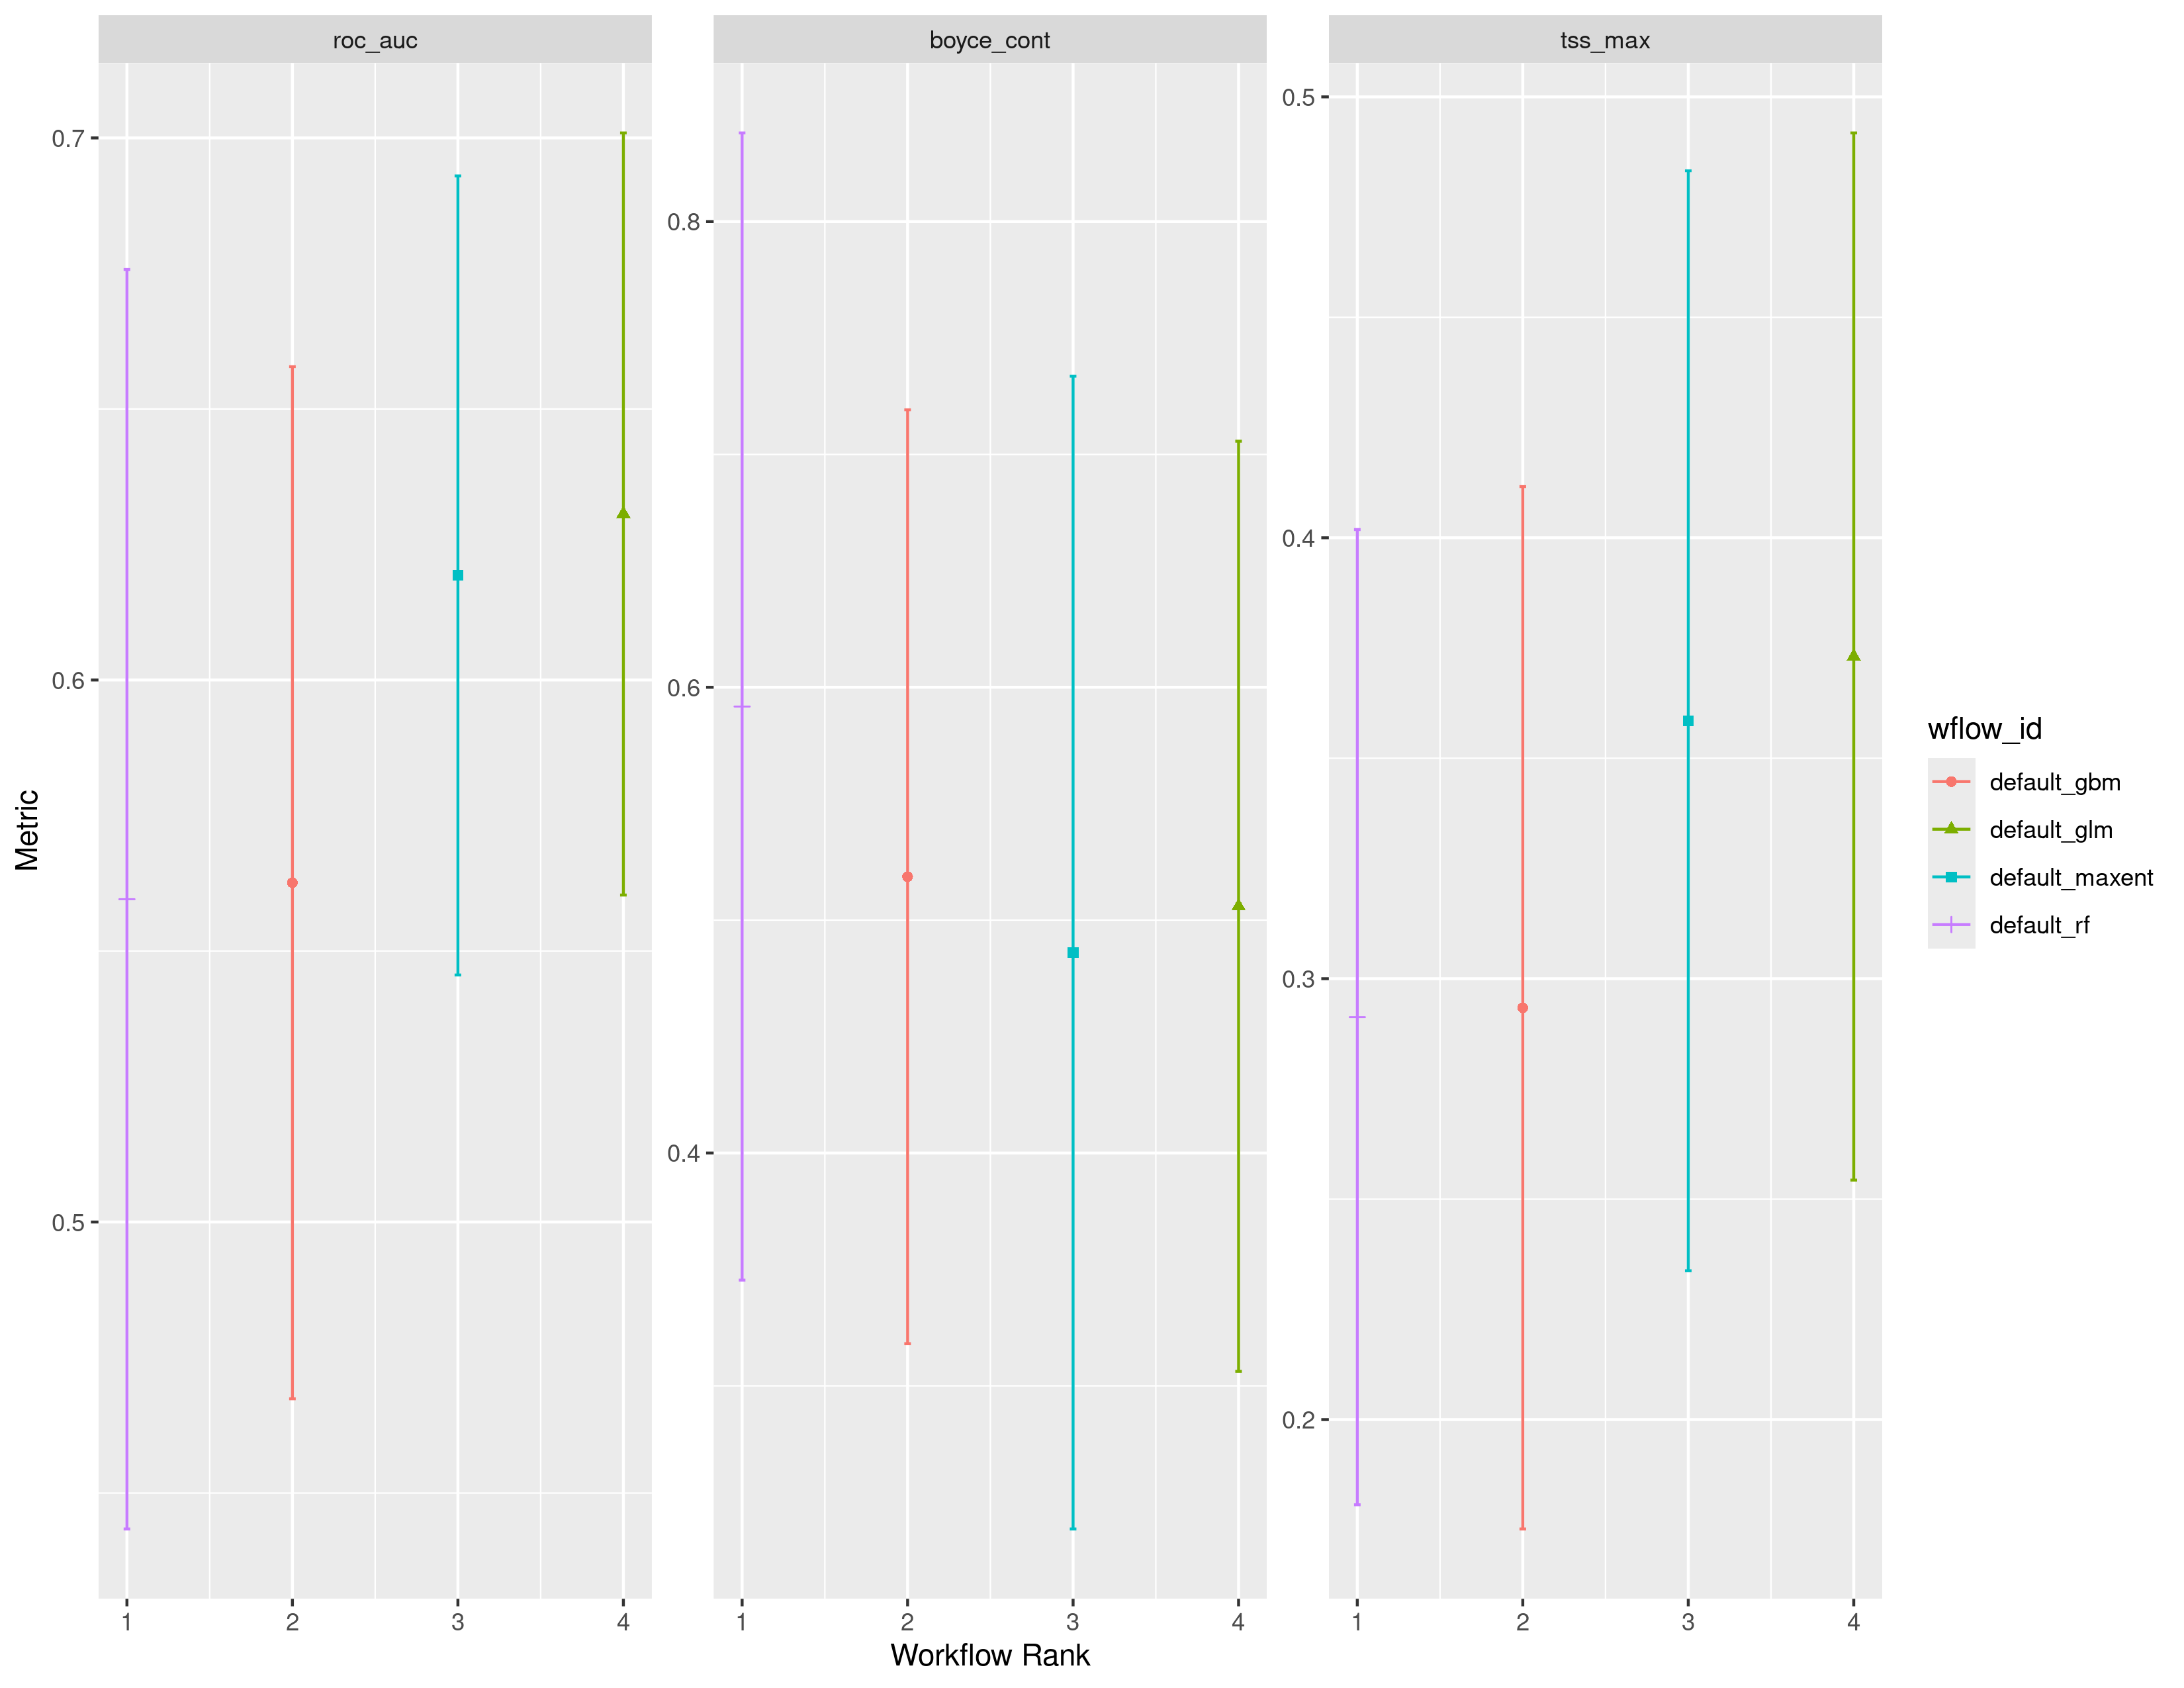 roc_auc boyce_cont tss_max
0.7
0.6
0.5
0.8
0.6
0.4
0.5
0.4
0.3
0.2
Metric
1 2 3 4 1 2 3 4 1 2 3 4
Workflow Rank
wflow_id
default_gbm
default_glm
default_maxent
default_rf